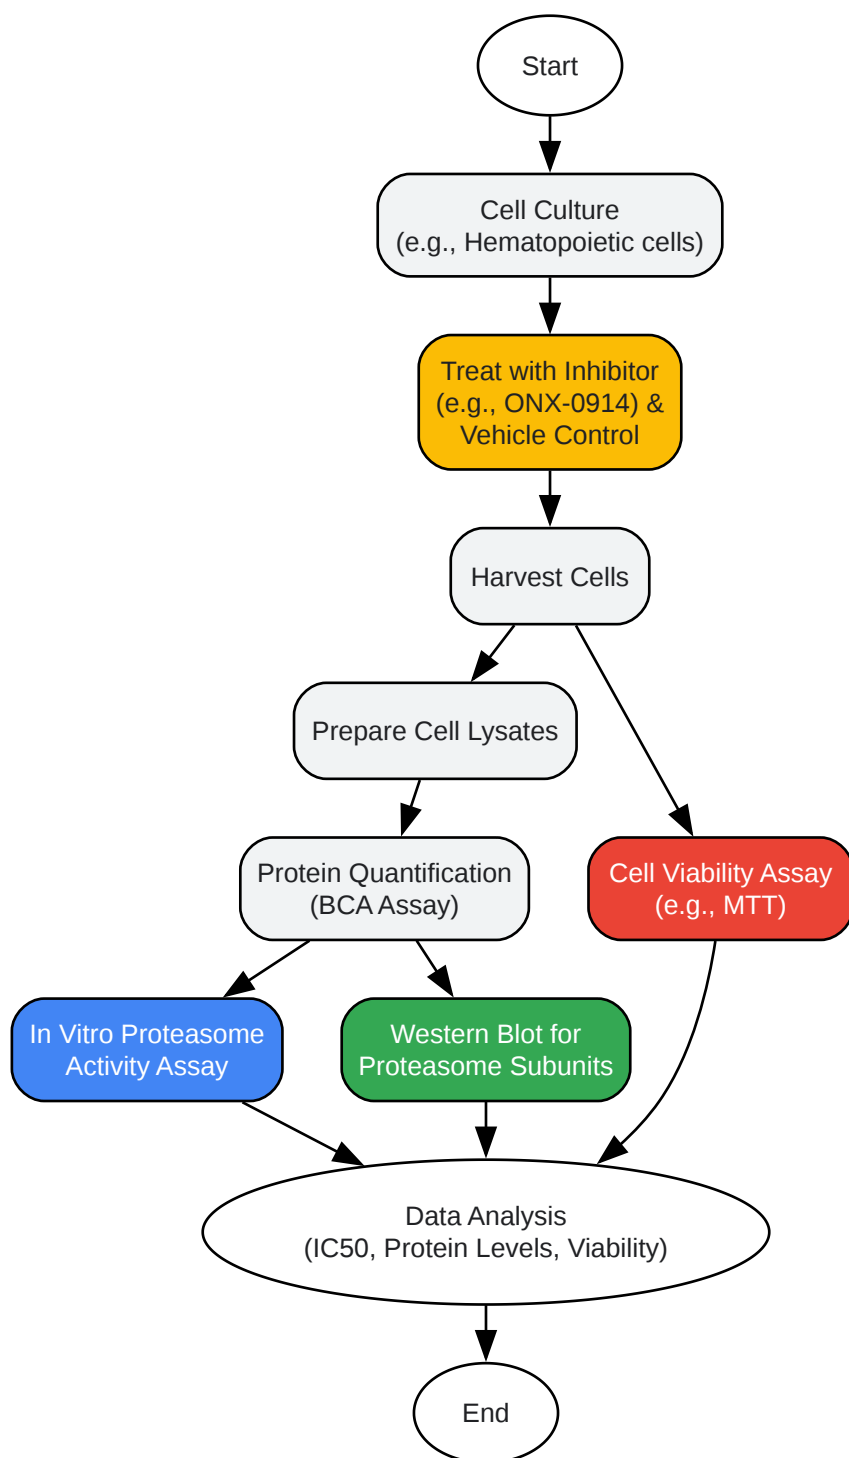 Start
Cell Culture
(e.g., Hematopoietic cells)
Treat with Inhibitor
(e.g., ONX-0914) &
Vehicle Control
Harvest Cells
Prepare Cell Lysates
Protein Quantification
(BCA Assay)
Cell Viability Assay
(e.g., MTT)
In Vitro Proteasome
Activity Assay
Western Blot for
Proteasome Subunits
Data Analysis
(IC50, Protein Levels, Viability)
End